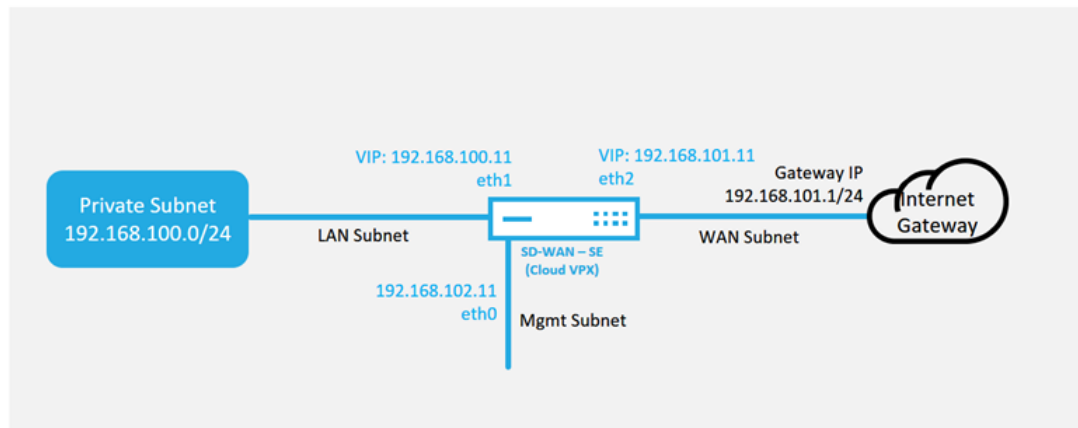 VIP: 192.168.100.11
eth1
VIP: 192.168.101.11
eth2
Gateway IP
192.168.101.1/24
Private Subnet
192.168.100.0/24
LAN Subnet
SD-WAN – SE
(Cloud VPX)
WAN Subnet
Internet
Gateway
192.168.102.11
eth0
Mgmt Subnet